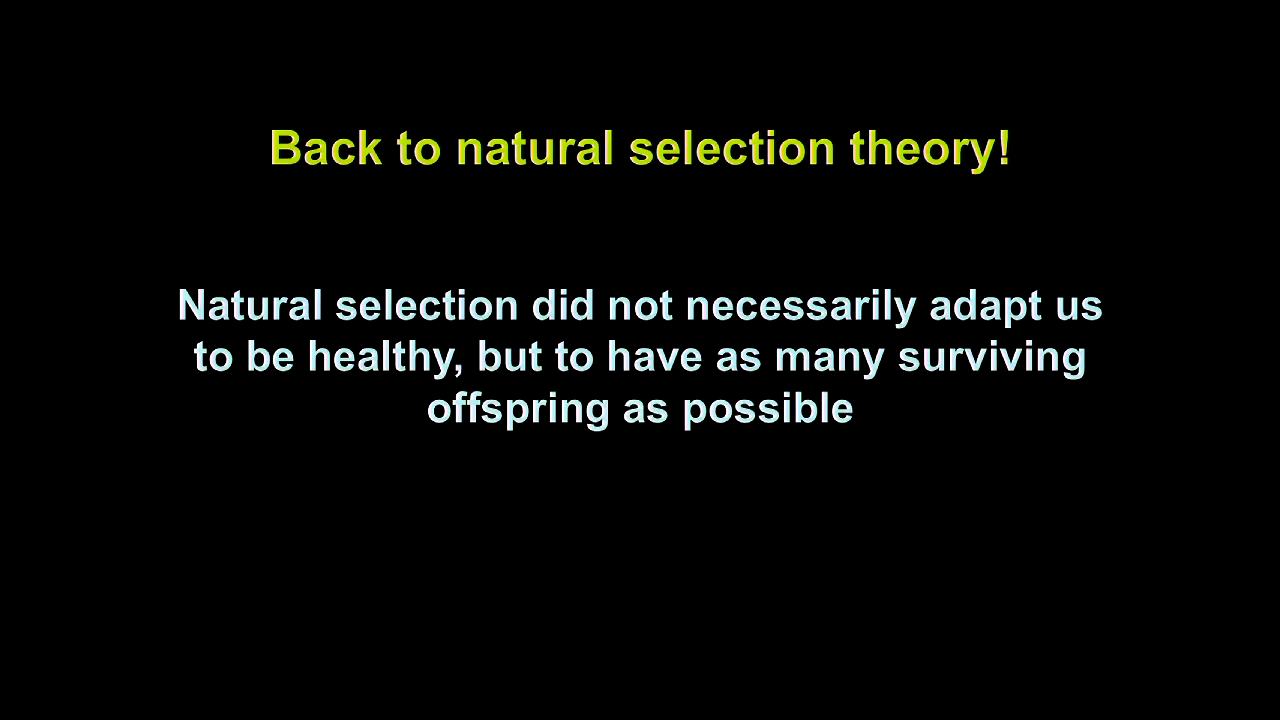 Back to natural selection theory!
Natural selection did not necessarily adapt us
to be healthy, but to have as many surviving
offspring as possible